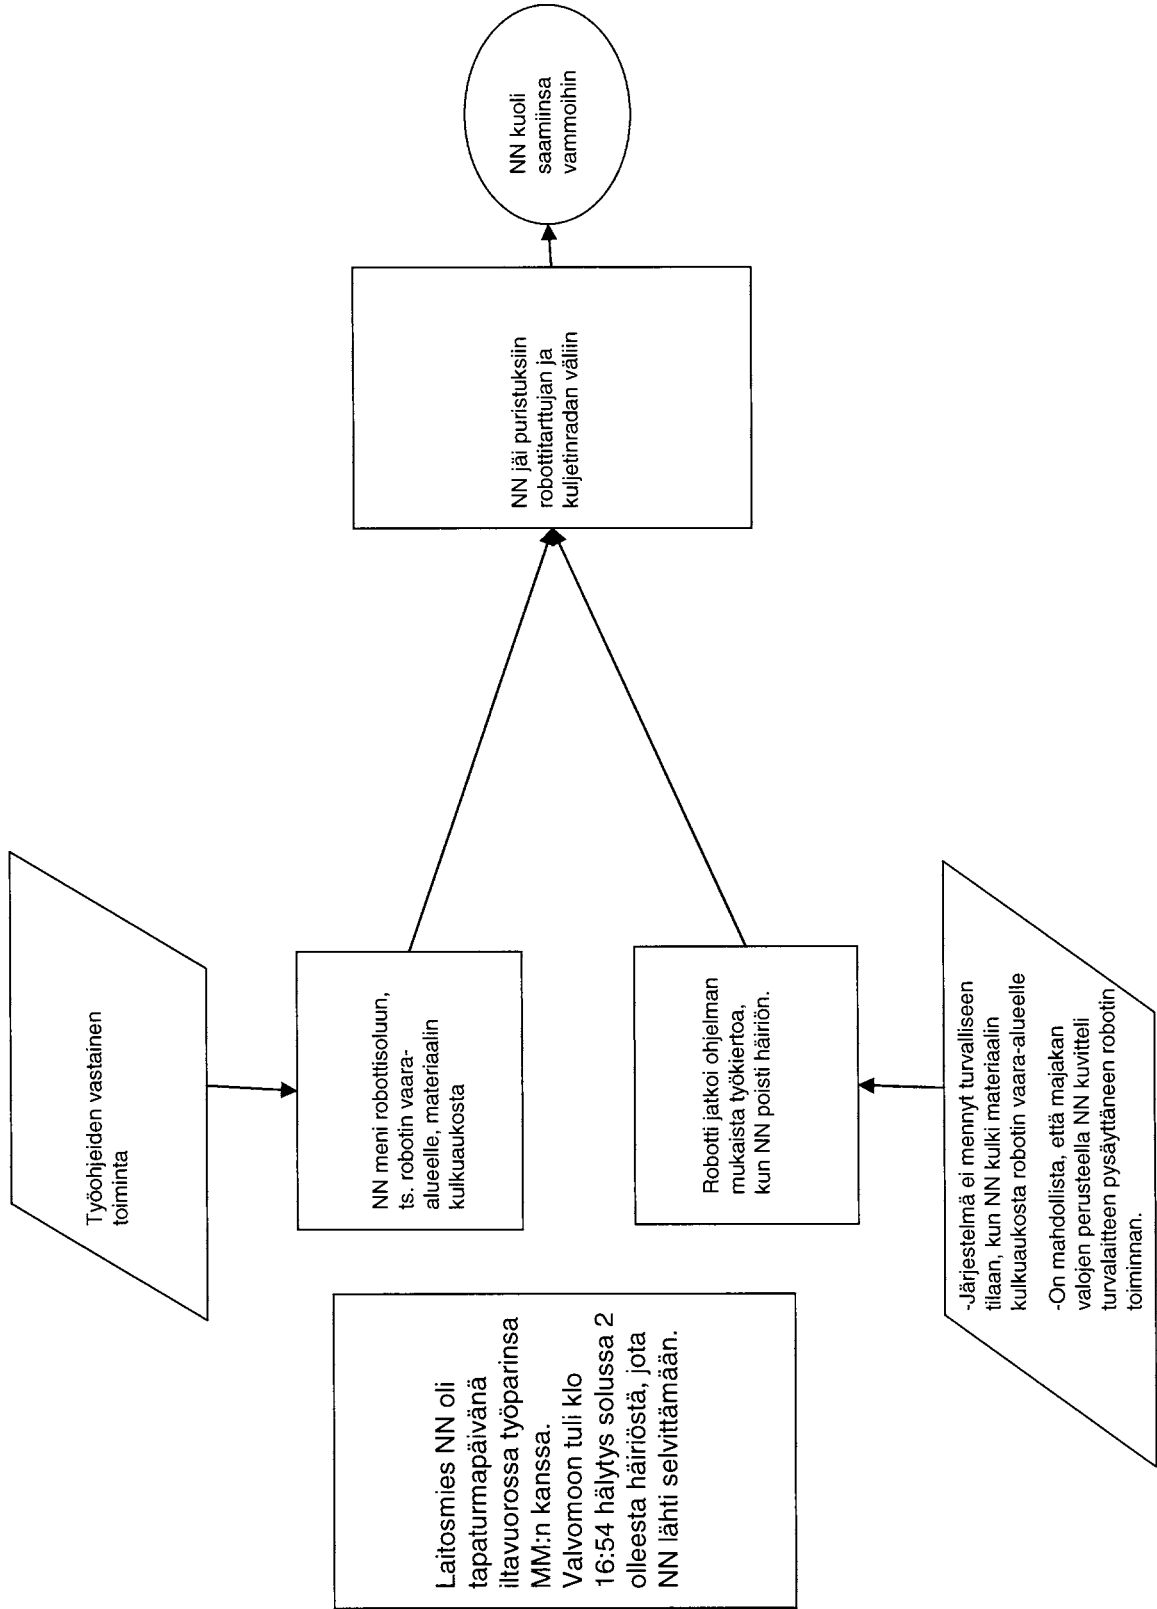 Laitosmies NN oli
tapaturmapäivänä
iltavuorossa työparinsa
MM:n kanssa.
Valvomoon tuli klo
16:54 hälytys solussa 2
olleesta häiriöstä, jota
NN lähti selvittämään.
Työohjeiden vastainen
toiminta
NN meni robottisoluun,
ts. robotin vaara-
alueelle, materiaalin
kulkuaukosta
Robotti jatkoi ohjelman
mukaista työkiertoa,
kun NN poisti häiriön.
-Järjestelmä ei mennyt turvalliseen
tilaan, kun NN kulki materiaalin
kulkuaukosta robotin vaara-alueelle
-On mahdollista, että majakan
valojen perusteella NN kuvitteli
turvalaitteen pysäyttäneen robotin
toiminnan.
NN jäi puristuksiin
robottitarttujan ja
kuljetinradan väliin
NN kuoli
saamiinsa
vammoihin